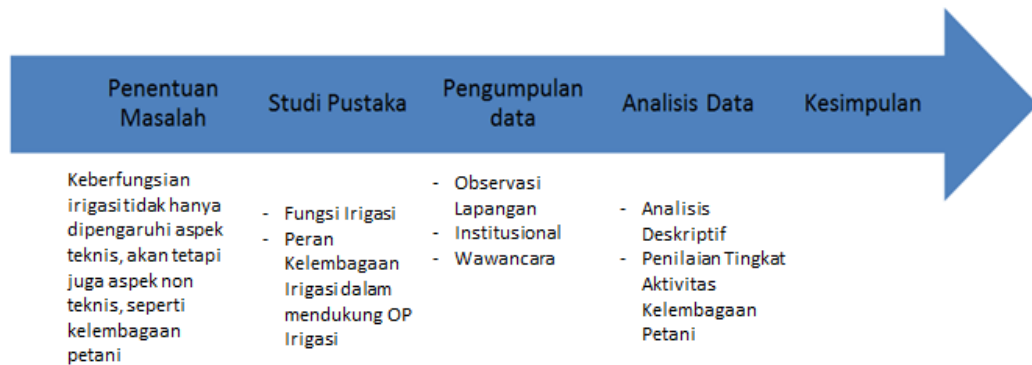 Penentuan
Masalah
Studi Pustaka
Pengumpulan
data
Analisis Data
Kesimpulan
Keberfungsian
irigasi tidak hanya
dipengaruhi aspek
teknis, akan tetapi
juga aspek non
teknis, seperti
kelembagaan
petani
- Fungsi Irigasi
- Peran
Kelembagaan
Irigasi dalam
mendukung OP
Irigasi
- Observasi
Lapangan
- Institusional
- Wawancara
- Analisis
Deskriptif
- Penilaian Tingkat
Aktivitas
Kelembagaan
Petani